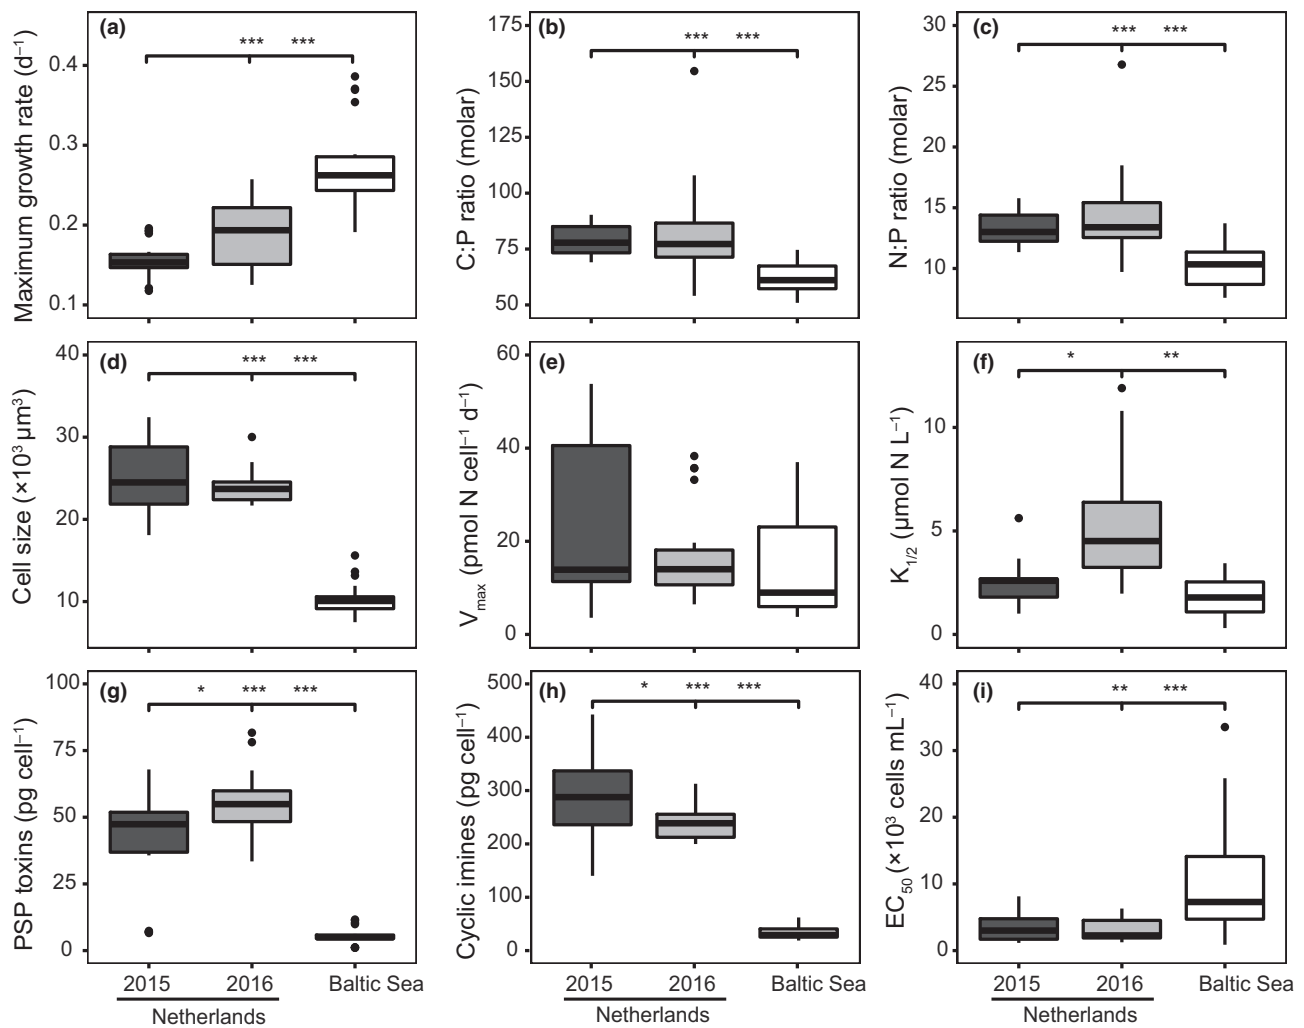 (a)
*** ***
Maximum growth rate (d⁻¹)
0.4
0.3
0.2
0.1
(b)
*** ***
C:P ratio (molar)
175
150
125
100
75
50
(c)
*** ***
N:P ratio (molar)
30
25
20
15
10
(d)
*** ***
Cell size (×10³ µm³)
40
30
20
10
(e)
Vmax (pmol N cell⁻¹ d⁻¹)
60
40
20
0
(f)
* **
K1/2 (µmol N L⁻¹)
10
5
0
(g)
* *** ***
PSP toxins (pg cell⁻¹)
100
75
50
25
0
2015 2016 Baltic Sea
Netherlands
(h)
* *** ***
Cyclic imines (pg cell⁻¹)
500
400
300
200
100
0
2015 2016 Baltic Sea
Netherlands
(i)
** ***
EC50 (×10³ cells mL⁻¹)
40
30
20
10
0
2015 2016 Baltic Sea
Netherlands